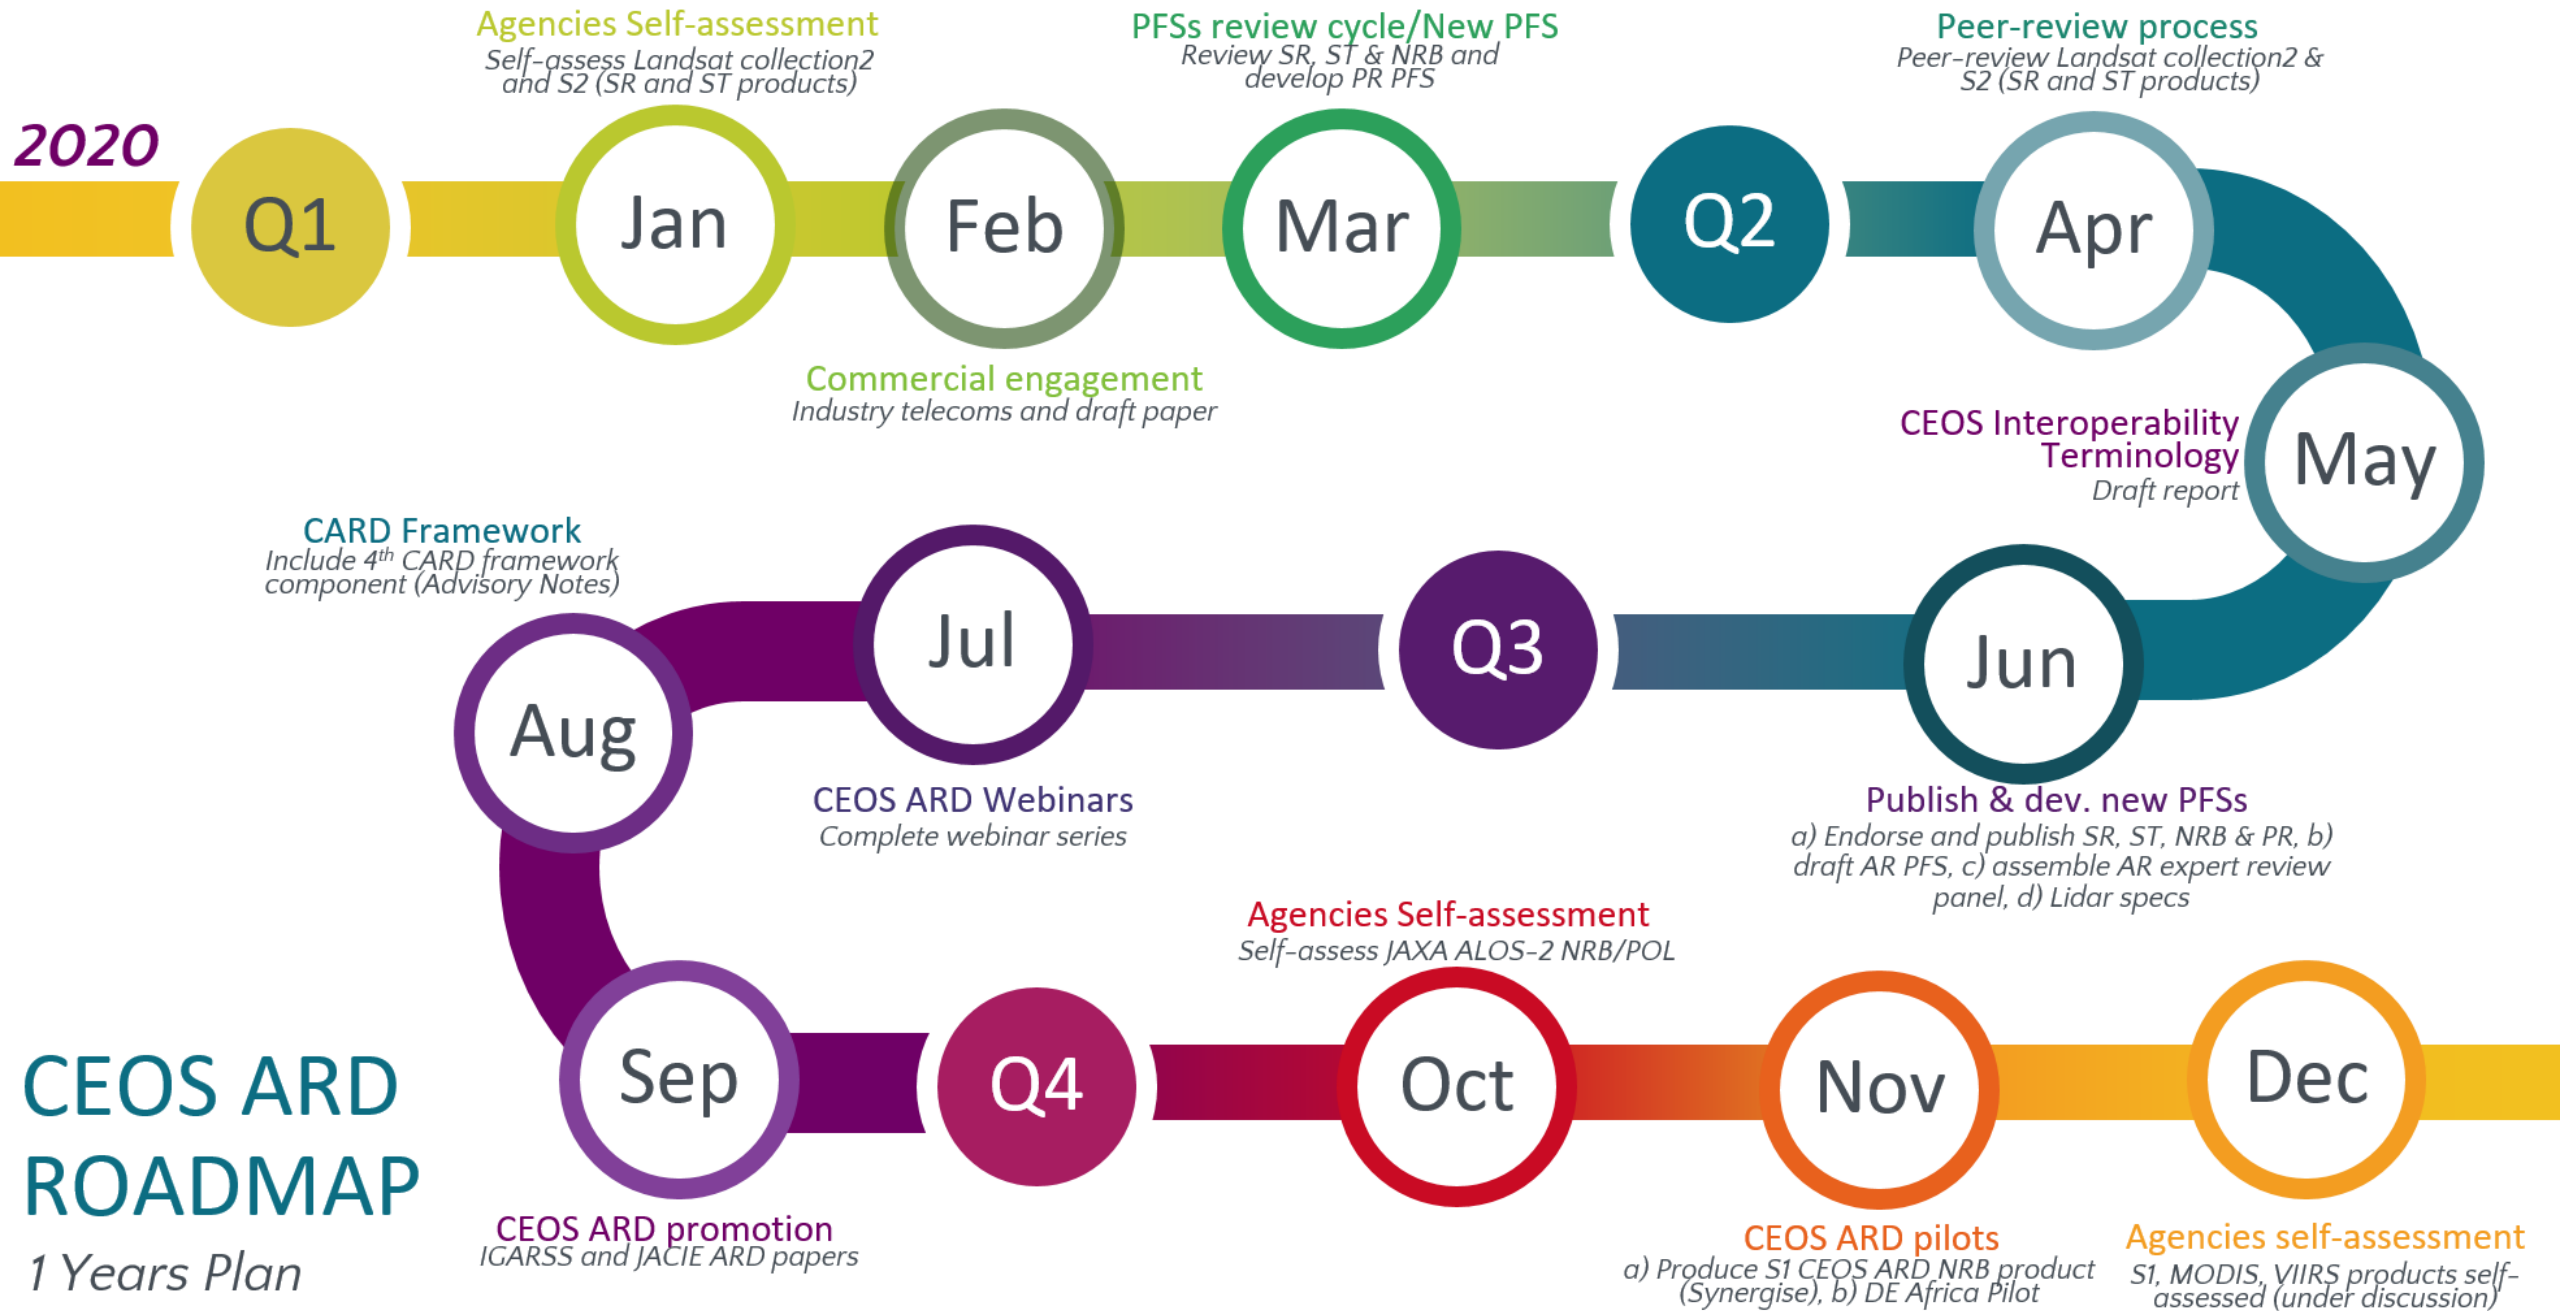 2020
Q1
Agencies Self-assessment
Self-assess Landsat collection2
and S2 (SR and ST products)
Jan
Feb
Commercial engagement
Industry telecoms and draft paper
PFSs review cycle/New PFS
Review SR, ST & NRB and
develop PR PFS
Mar
Q2
Peer-review process
Peer-review Landsat collection2 &
S2 (SR and ST products)
Apr
CEOS Interoperability
Terminology
Draft report
May
Jun
Publish & dev. new PFSs
a) Endorse and publish SR, ST, NRB & PR, b)
draft AR PFS, c) assemble AR expert review
panel, d) Lidar specs
Q3
Jul
CEOS ARD Webinars
Complete webinar series
CARD Framework
Include 4th CARD framework
component (Advisory Notes)
Aug
Sep
CEOS ARD promotion
IGARSS and JACIE ARD papers
Q4
Agencies Self-assessment
Self-assess JAXA ALOS-2 NRB/POL
Oct
Nov
CEOS ARD pilots
a) Produce S1 CEOS ARD NRB product
(Synergise), b) DE Africa Pilot
Dec
Agencies self-assessment
S1, MODIS, VIIRS products self-
assessed (under discussion)
CEOS ARD
ROADMAP
1 Years Plan